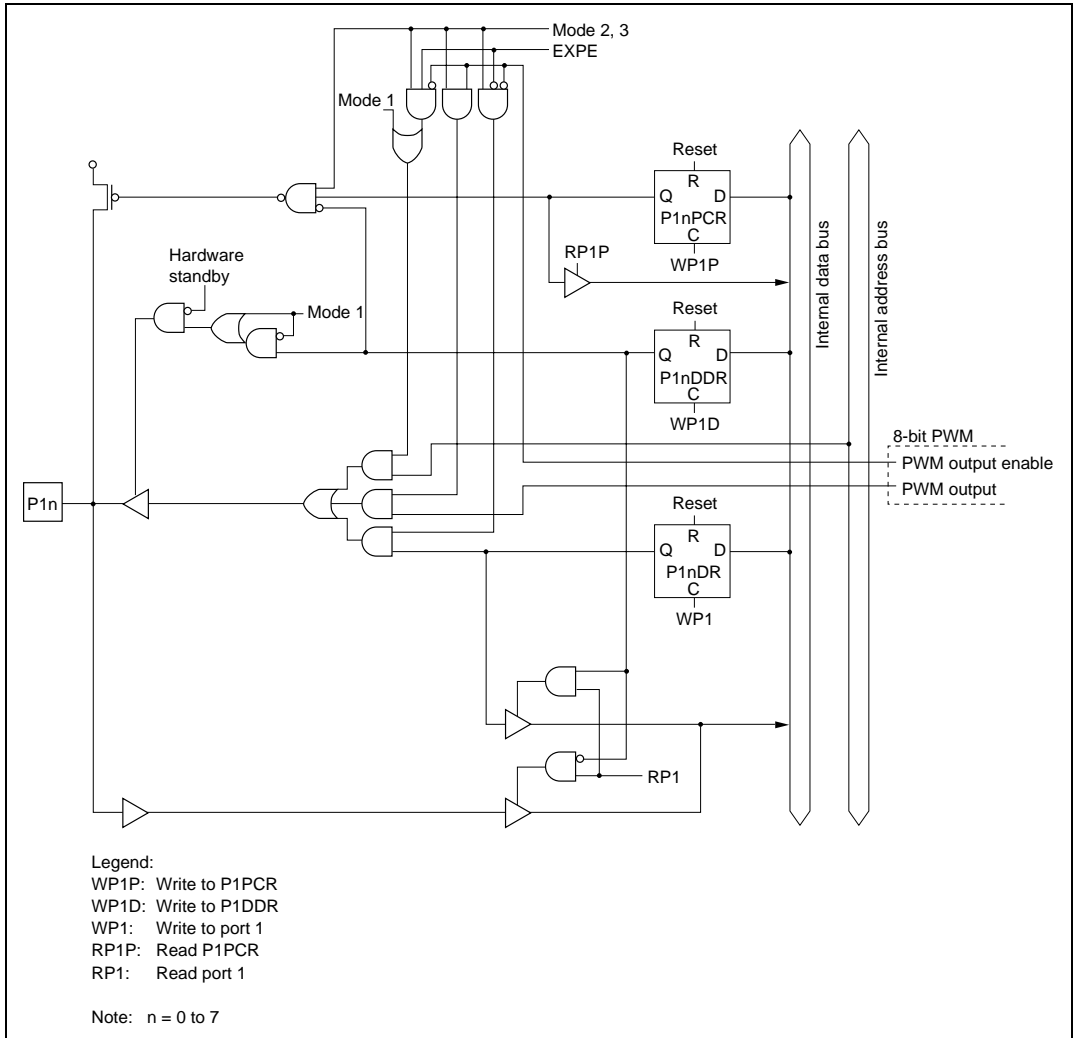 Mode 2, 3
EXPE
Mode 1
Reset
R
Q D
P1nPCR
C
WP1P
RP1P
Hardware
standby
Mode 1
Reset
R
Q D
P1nDDR
C
WP1D
Internal data bus
Internal address bus
8-bit PWM
PWM output enable
PWM output
P1n
Reset
R
Q D
P1nDR
C
WP1
RP1
Legend:
WP1P: Write to P1PCR
WP1D: Write to P1DDR
WP1: Write to port 1
RP1P: Read P1PCR
RP1: Read port 1
Note: n = 0 to 7